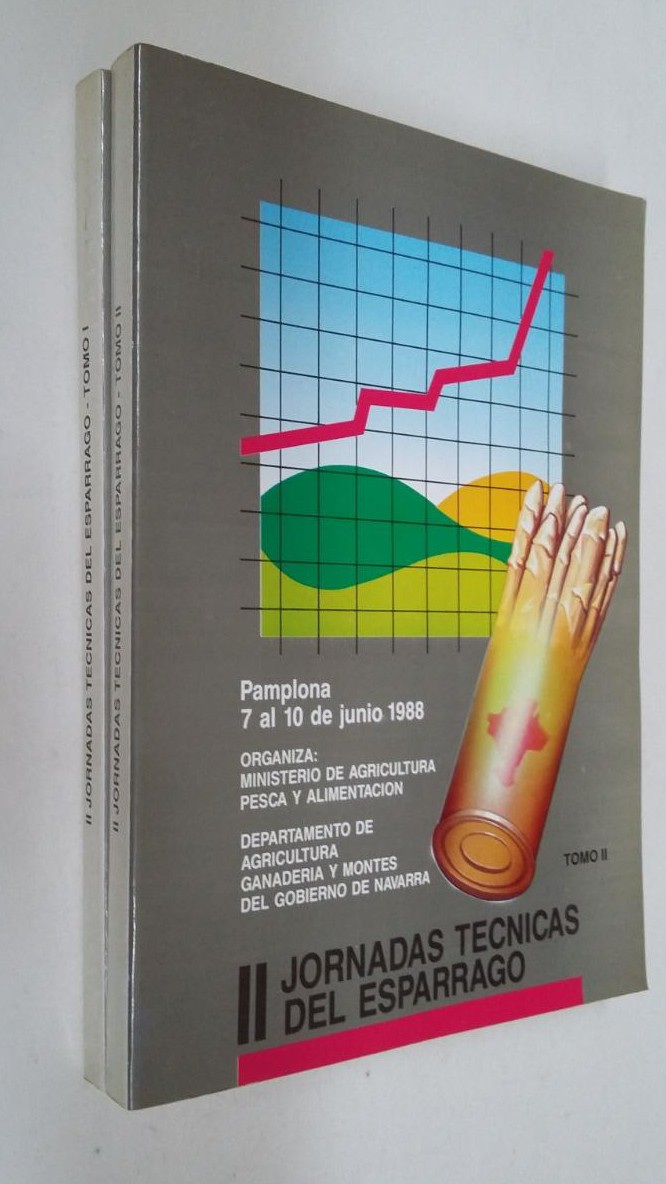 II JORNADAS TECNICAS DEL ESPARRAGO - TOMO I
II JORNADAS TECNICAS DEL ESPARRAGO - TOMO II
Pamplona
7 al 10 de junio 1988
ORGANIZA:
MINISTERIO DE AGRICULTURA
PESCA Y ALIMENTACION
DEPARTAMENTO DE
AGRICULTURA
GANADERIA Y MONTES
DEL GOBIERNO DE NAVARRA
TOMO II
II JORNADAS TECNICAS
DEL ESPARRAGO